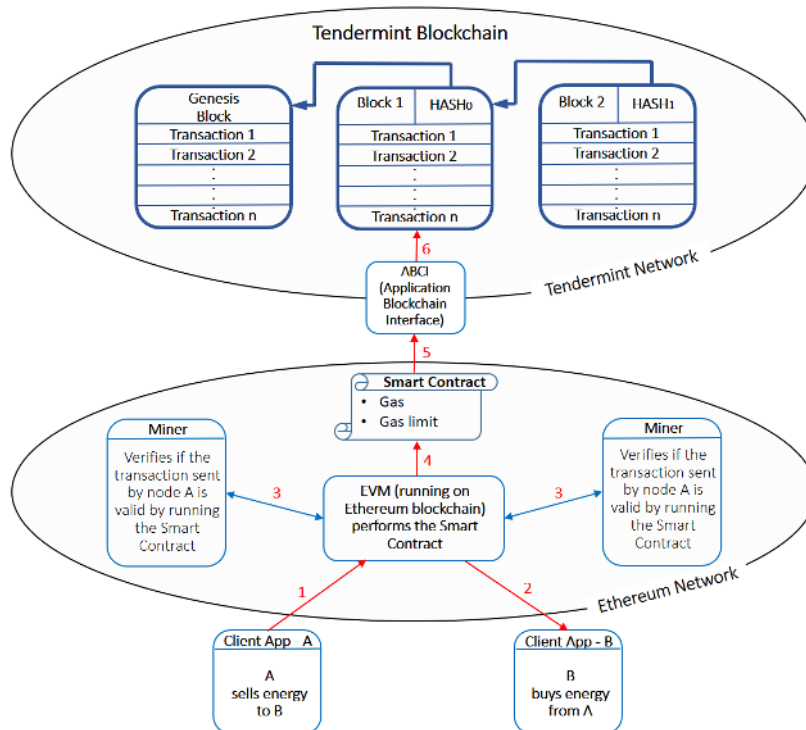 Tendermint Blockchain
Genesis
Block
Transaction 1
Transaction 2
:
:
Transaction n
Block 1
HASH₀
Transaction 1
Transaction 2
:
:
Transaction n
Block 2
HASH₁
Transaction 1
Transaction 2
:
:
Transaction n
6
ABCI
(Application
Blockchain
Interface)
Tendermint Network
5
Smart Contract
• Gas
• Gas limit
4
Miner
Verifies if the
transaction sent
by node A is
valid by running
the Smart
Contract
3
EVM (running on
Ethereum blockchain)
performs the Smart
Contract
3
Miner
Verifies if the
transaction sent
by node A is
valid by running
the Smart
Contract
1
2
Ethereum Network
Client App A
A
sells energy
to B
Client App - B
B
buys energy
from A